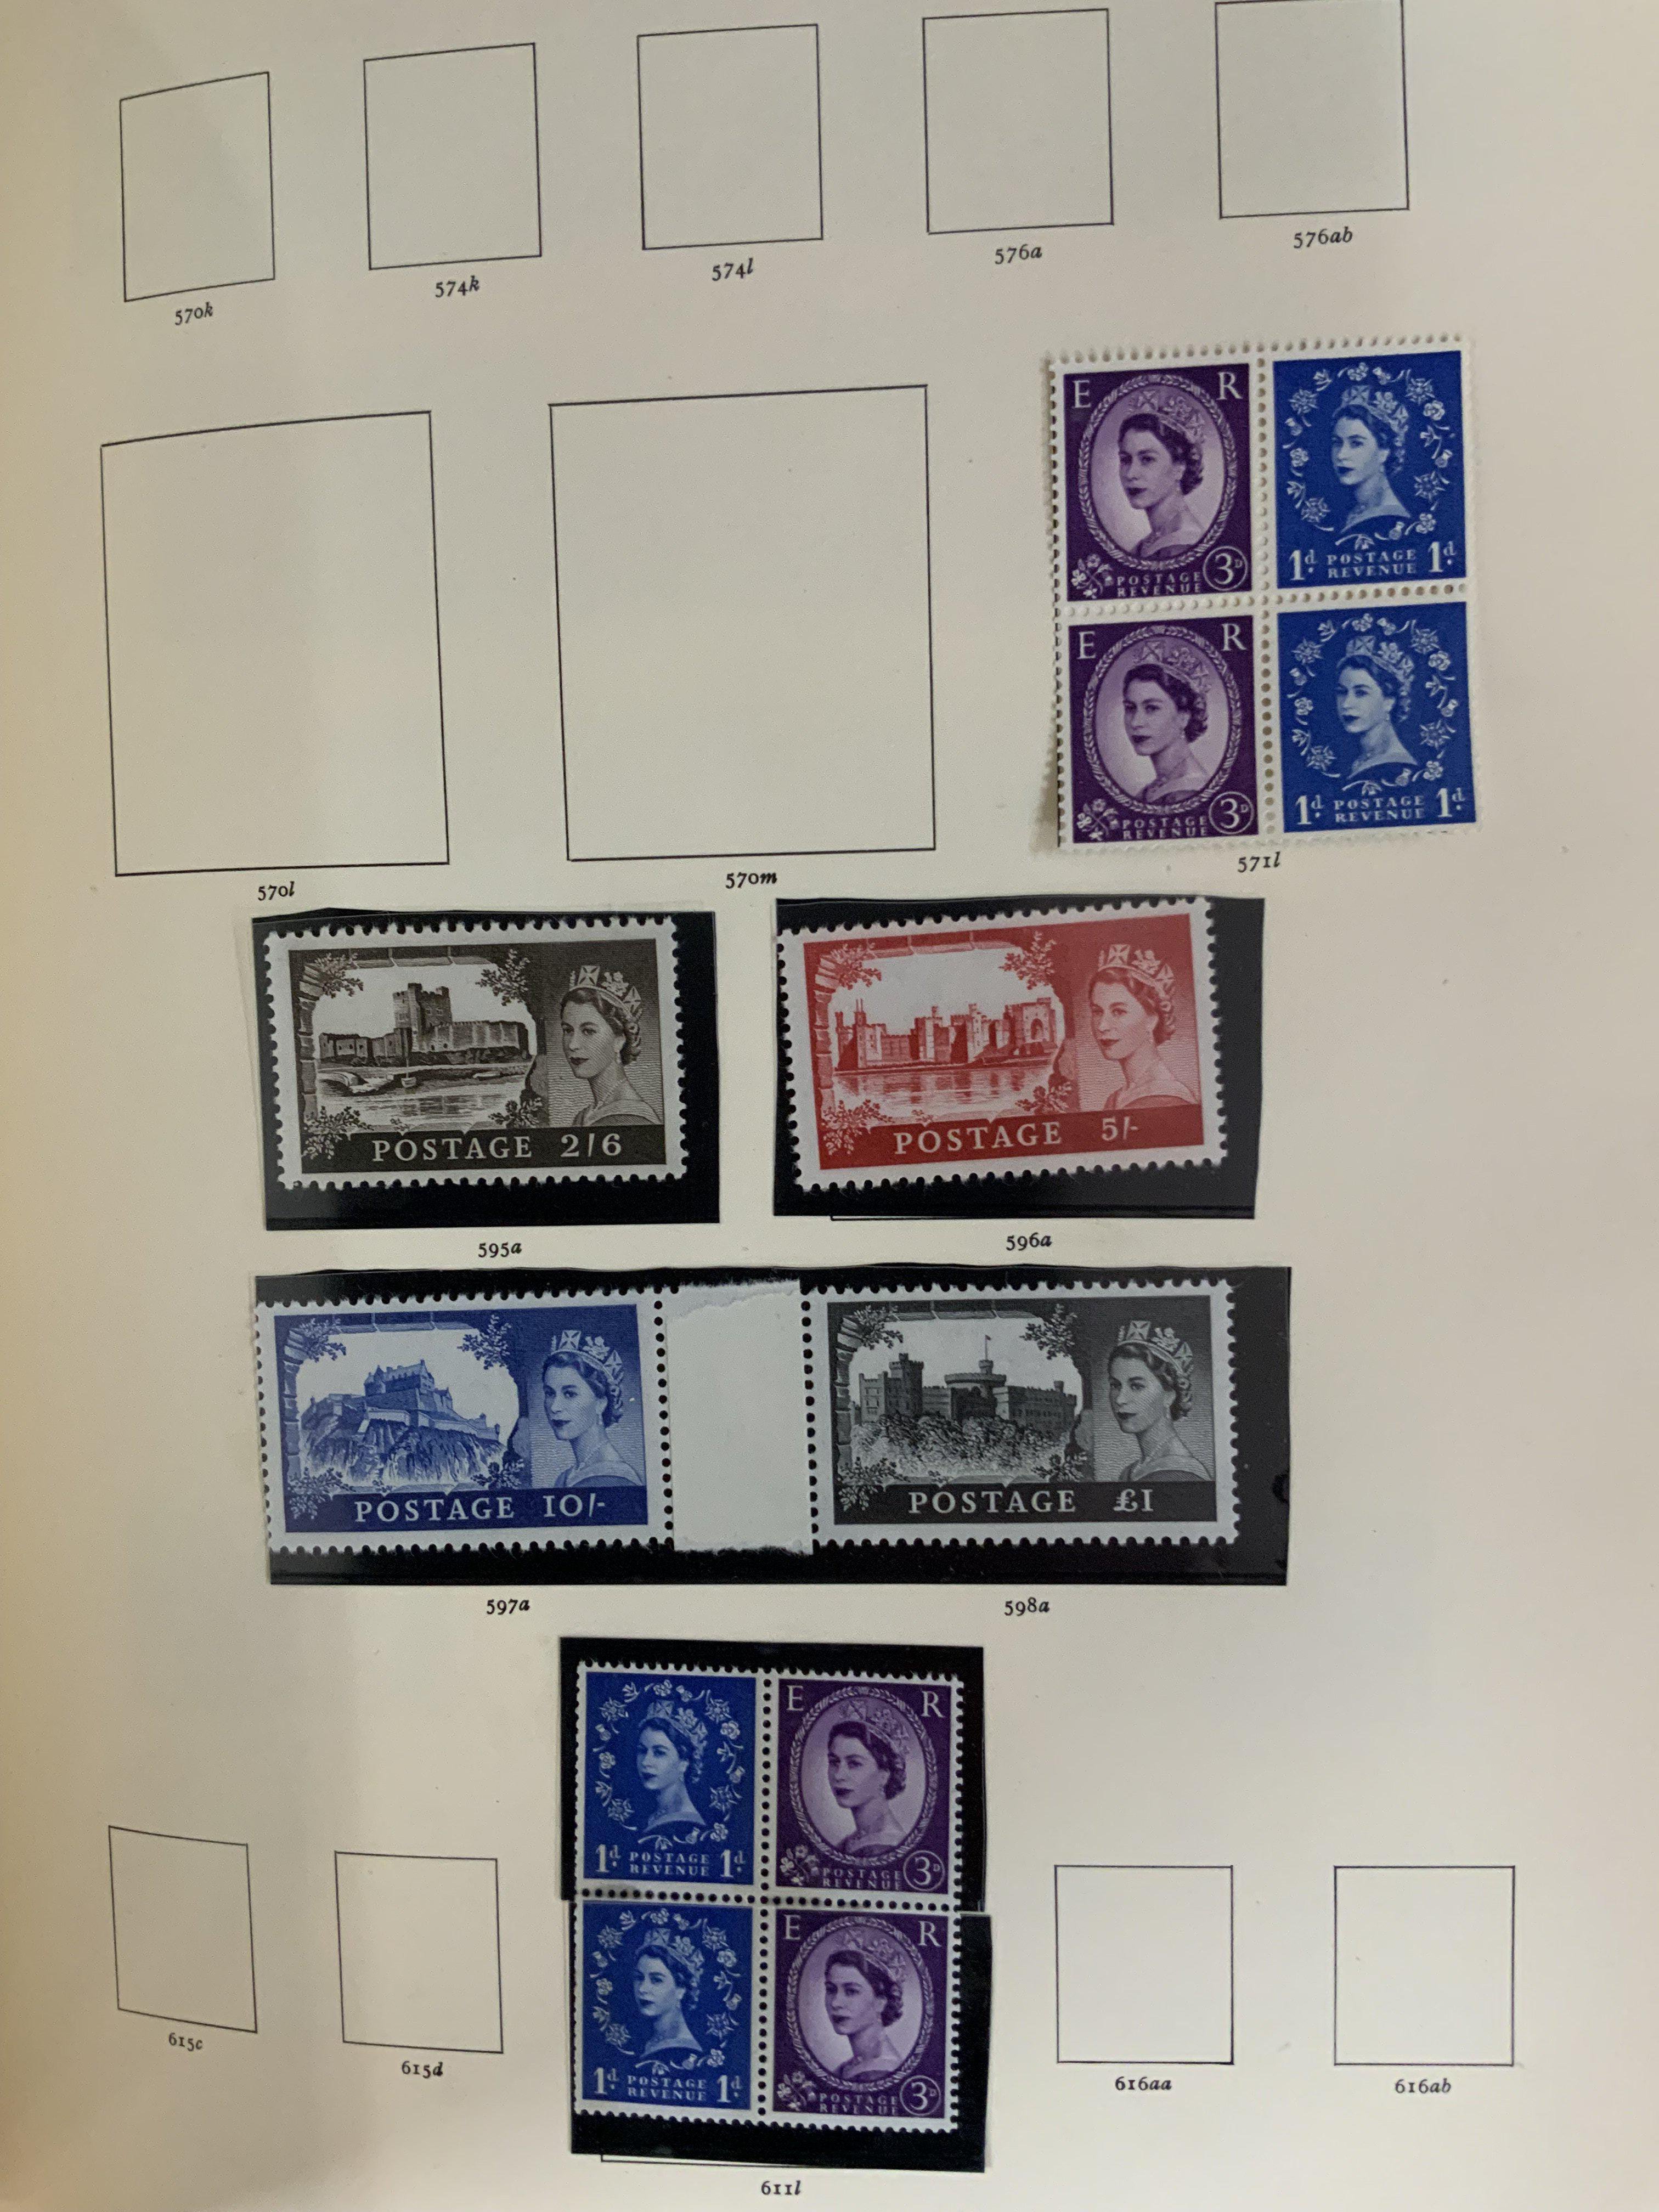 570k
574k
574l
576a
576ab
E R
POSTAGE
REVENUE
3D
1d. POSTAGE 1d.
REVENUE
E R
POSTAGE
REVENUE
3D
1d. POSTAGE 1d.
REVENUE
570l
570m
571l
POSTAGE 2/6
POSTAGE 5/-
595a
596a
POSTAGE 10/-
POSTAGE £1
597a
598a
1d. POSTAGE 1d.
REVENUE
E R
POSTAGE
REVENUE
3D
1d. POSTAGE 1d.
REVENUE
E R
POSTAGE
REVENUE
3D
615c
615d
616aa
616ab
611l